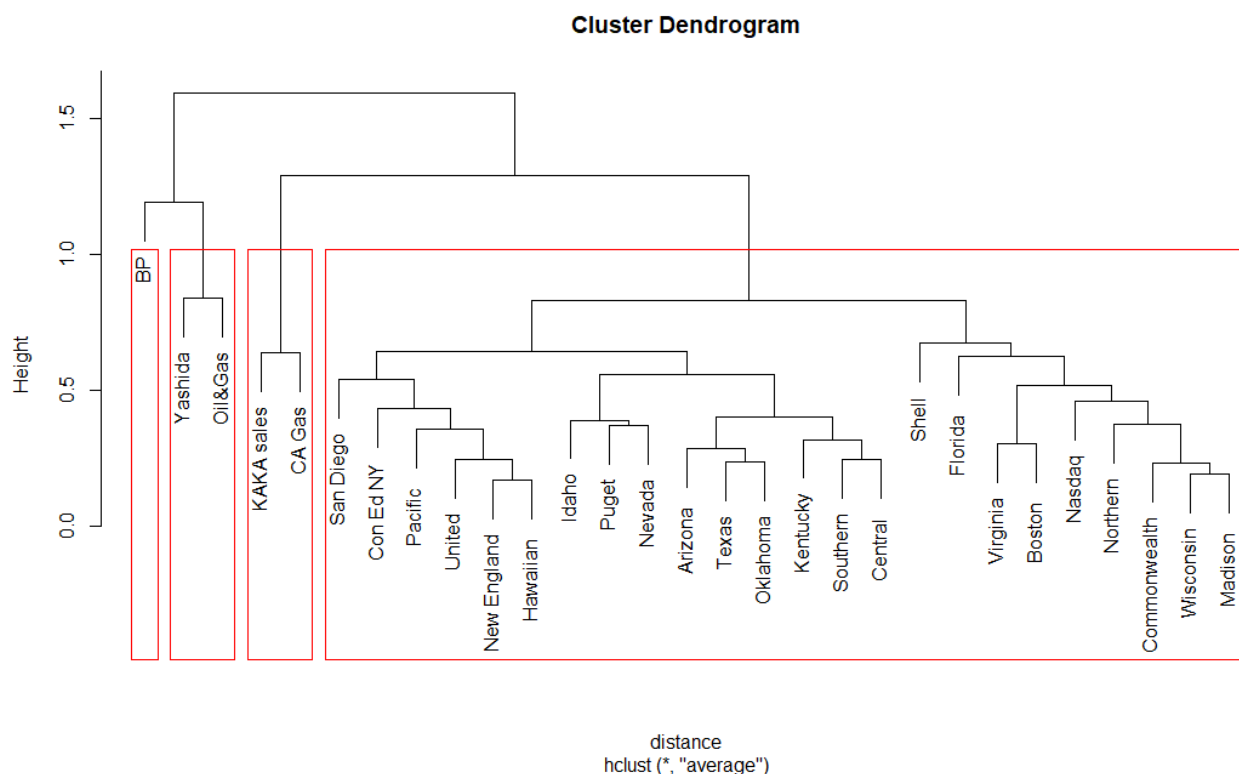 Cluster Dendrogram
Height
1.5
1.0
0.5
0.0
BP
Yashida
Oil&Gas
KAKA sales
CA Gas
San Diego
Con Ed NY
Pacific
United
New England
Hawaiian
Idaho
Puget
Nevada
Arizona
Texas
Oklahoma
Kentucky
Southern
Central
Shell
Florida
Virginia
Boston
Nasdaq
Northern
Commonwealth
Wisconsin
Madison
distance
hclust (*, "average")